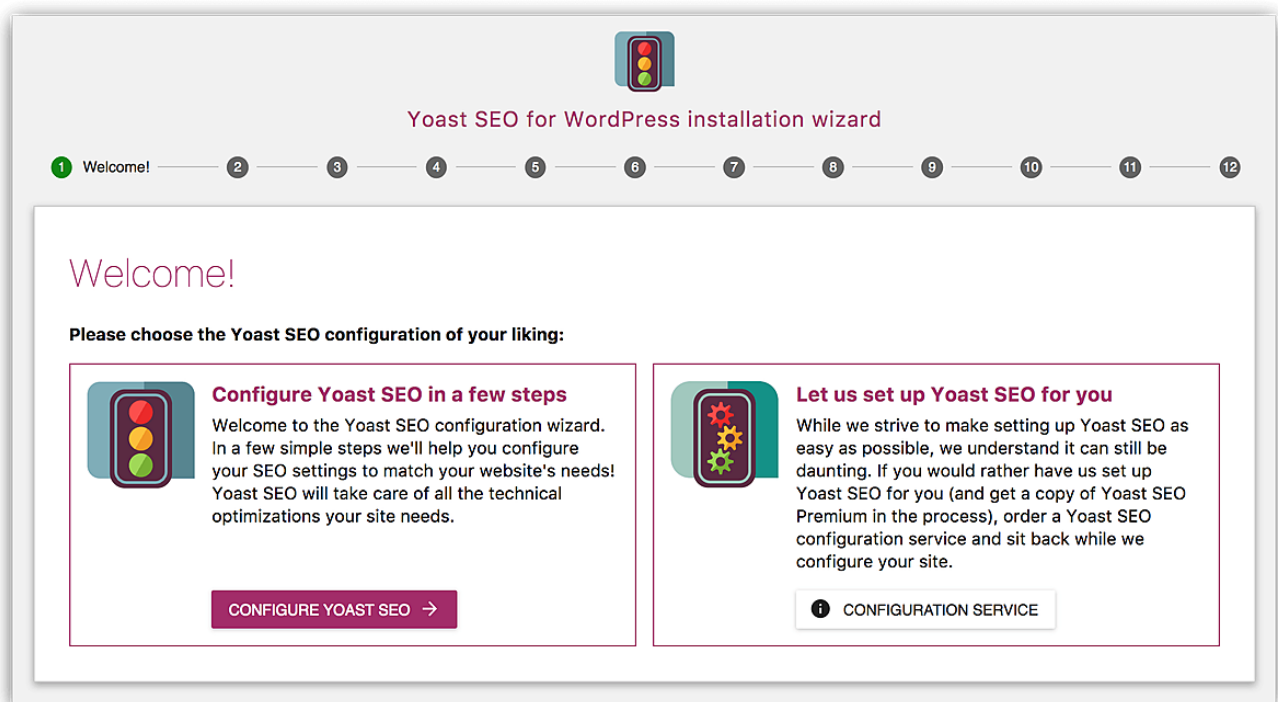 Yoast SEO for WordPress installation wizard
1 Welcome! 2 3 4 5 6 7 8 9 10 11 12
Welcome!
Please choose the Yoast SEO configuration of your liking:
Configure Yoast SEO in a few steps
Welcome to the Yoast SEO configuration wizard.
In a few simple steps we'll help you configure
your SEO settings to match your website's needs!
Yoast SEO will take care of all the technical
optimizations your site needs.
CONFIGURE YOAST SEO →
Let us set up Yoast SEO for you
While we strive to make setting up Yoast SEO as
easy as possible, we understand it can still be
daunting. If you would rather have us set up
Yoast SEO for you (and get a copy of Yoast SEO
Premium in the process), order a Yoast SEO
configuration service and sit back while we
configure your site.
CONFIGURATION SERVICE